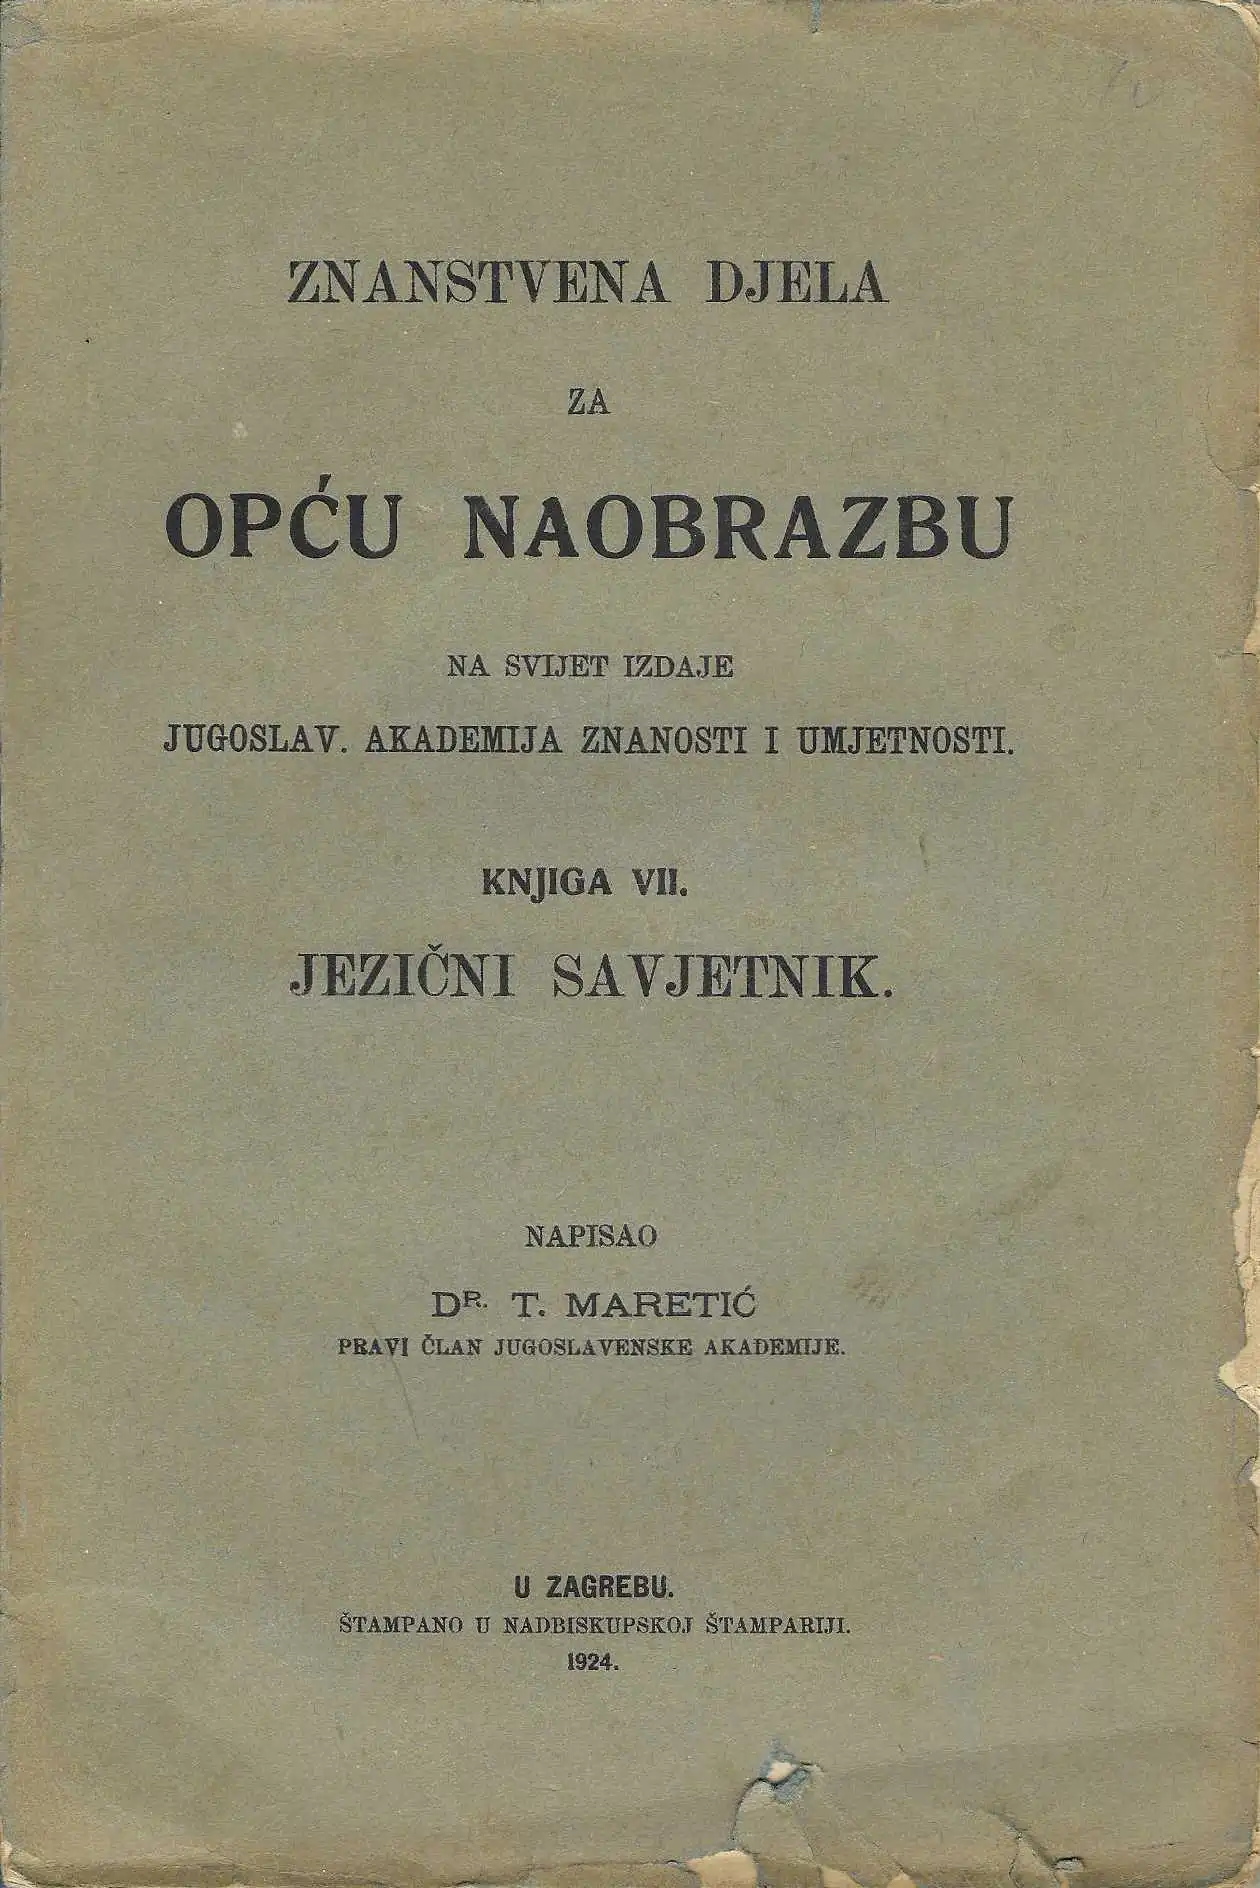 ZNANSTVENA DJELA
ZA
OPĆU NAOBRAZBU
NA SVIJET IZDAJE
JUGOSLAV. AKADEMIJA ZNANOSTI I UMJETNOSTI.
KNJIGA VII.
JEZIČNI SAVJETNIK.
NAPISAO
DR. T. MARETIĆ
PRAVI ČLAN JUGOSLAVENSKE AKADEMIJE.
U ZAGREBU.
ŠTAMPANO U NADBISKUPSKOJ ŠTAMPARIJI.
1924.